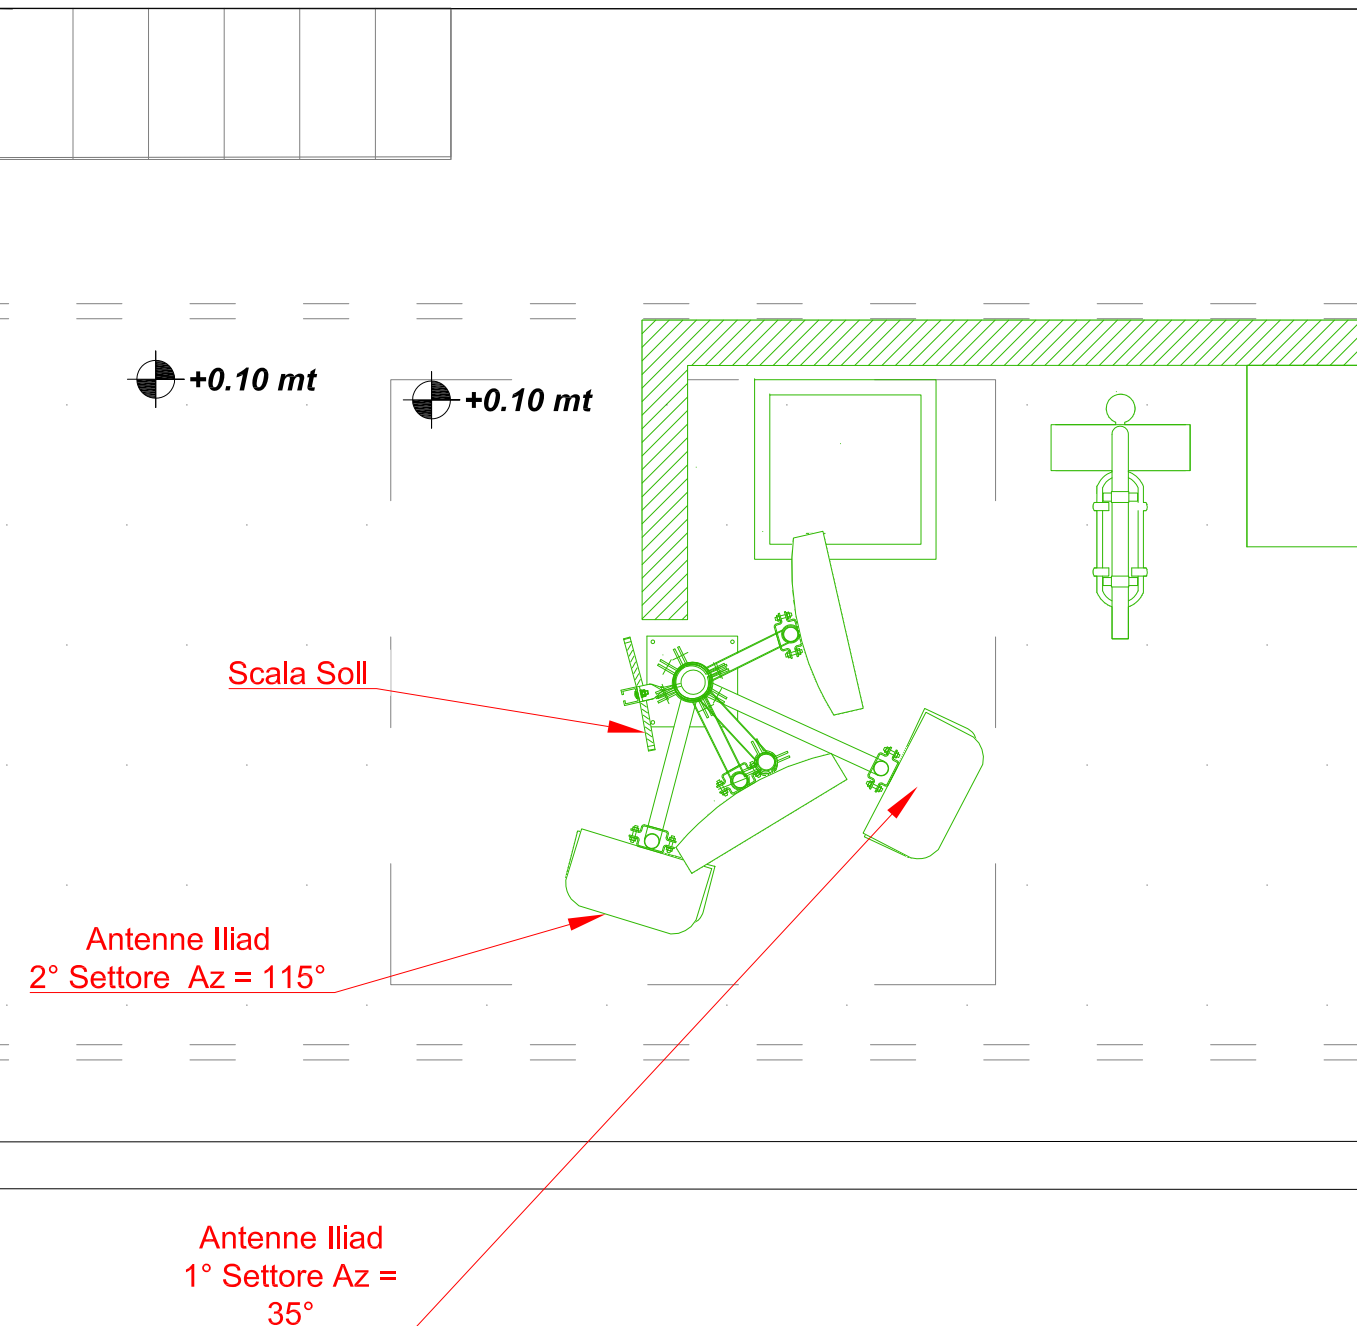 +0.10 mt
+0.10 mt
Scala Soll
Antenne Iliad
2° Settore Az = 115°
Antenne Iliad
1° Settore Az =
35°